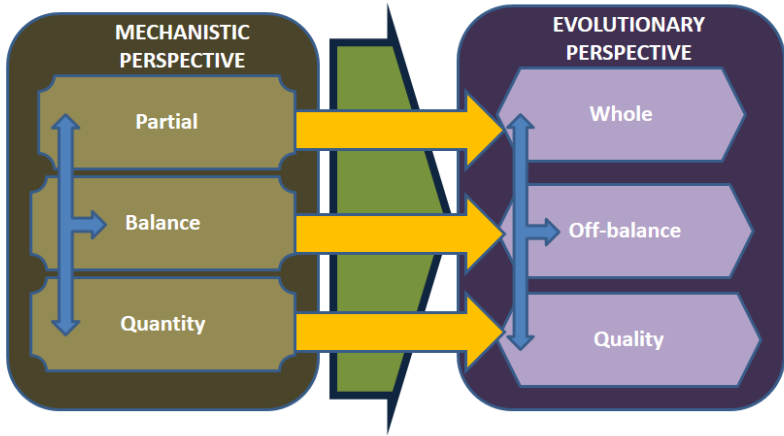 MECHANISTIC
PERSPECTIVE
Partial
Balance
Quantity
EVOLUTIONARY
PERSPECTIVE
Whole
Off-balance
Quality